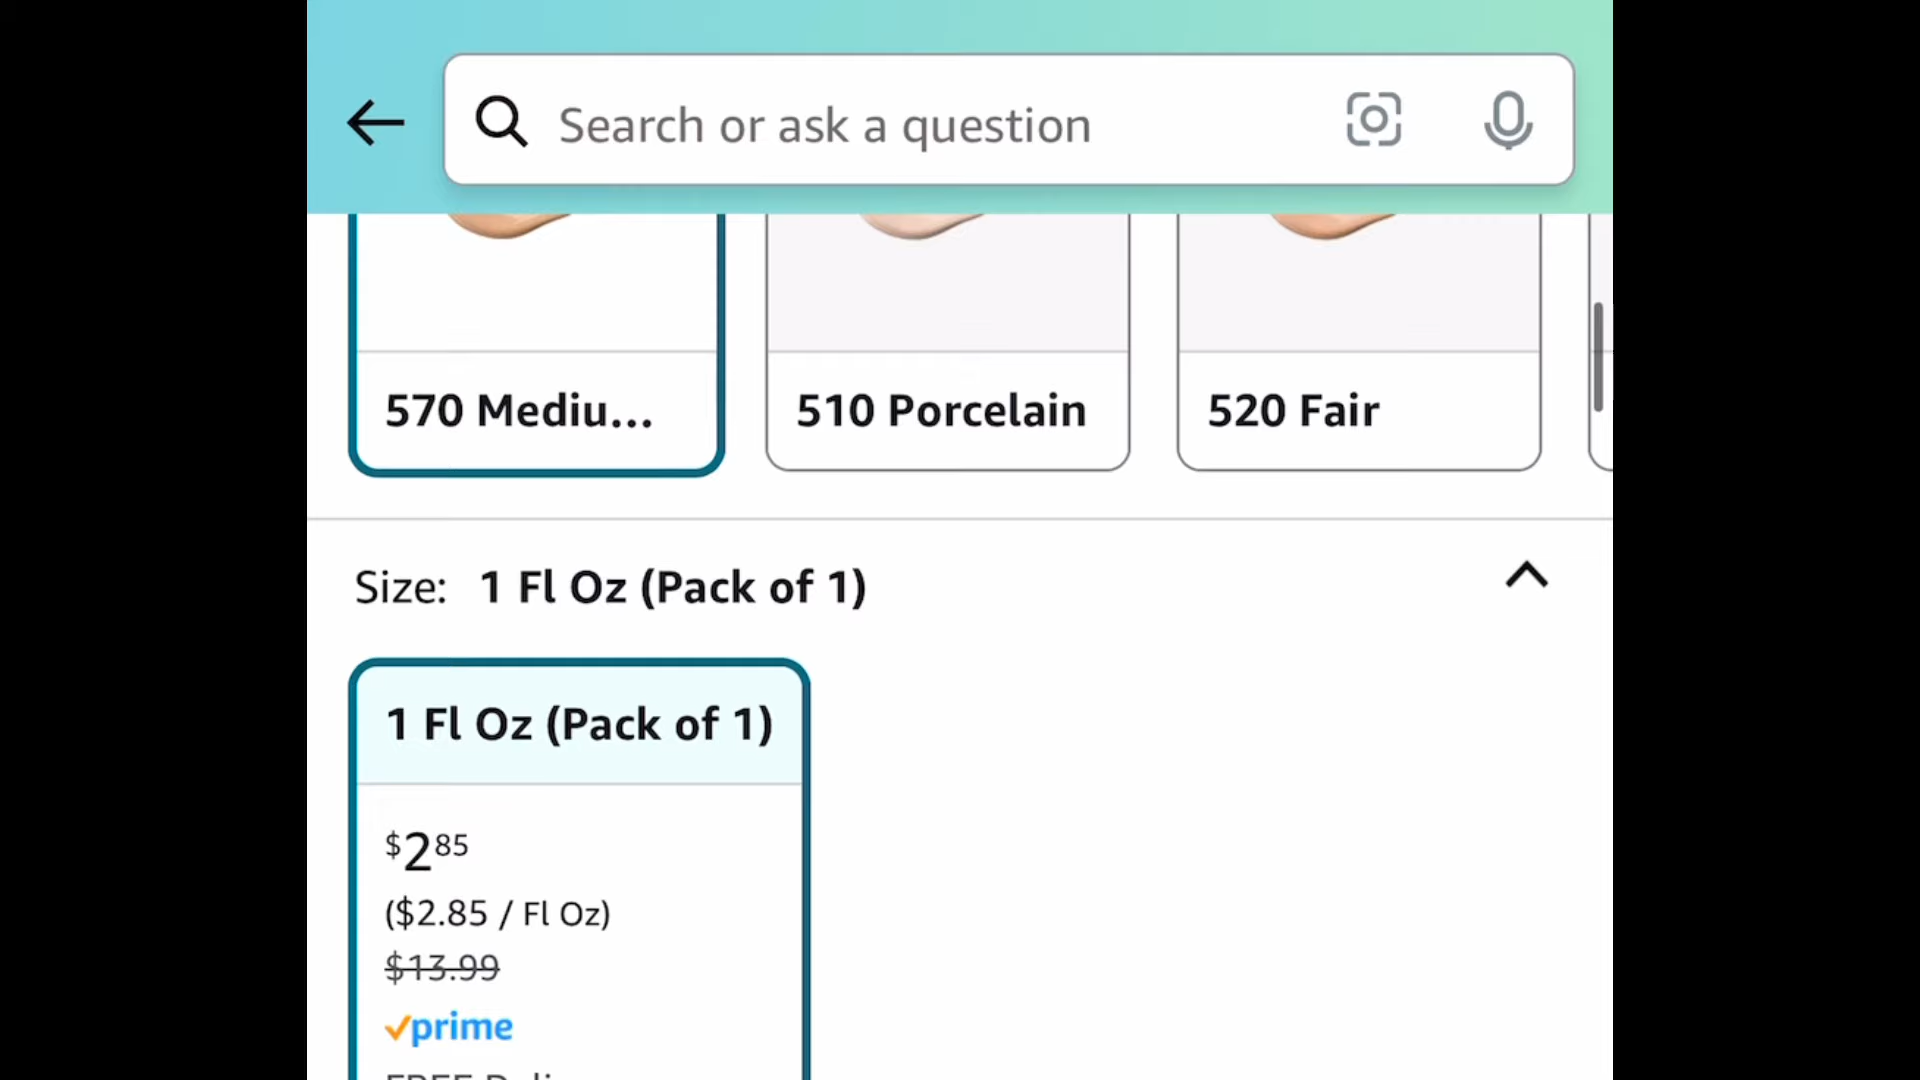 Search or ask a question
570 Mediu...
510 Porcelain
520 Fair
Size: 1 Fl Oz (Pack of 1)
1 Fl Oz (Pack of 1)
$2.85
($2.85 / Fl Oz)
$13.99
prime